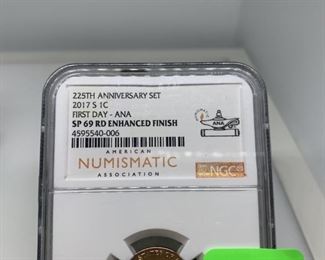 225TH ANNIVERSARY SET
2017 S 1C
FIRST DAY - ANA
SP 69 RD ENHANCED FINISH
4595540-006
ANA
AMERICAN
NUMISMATIC
ASSOCIATION
NGC